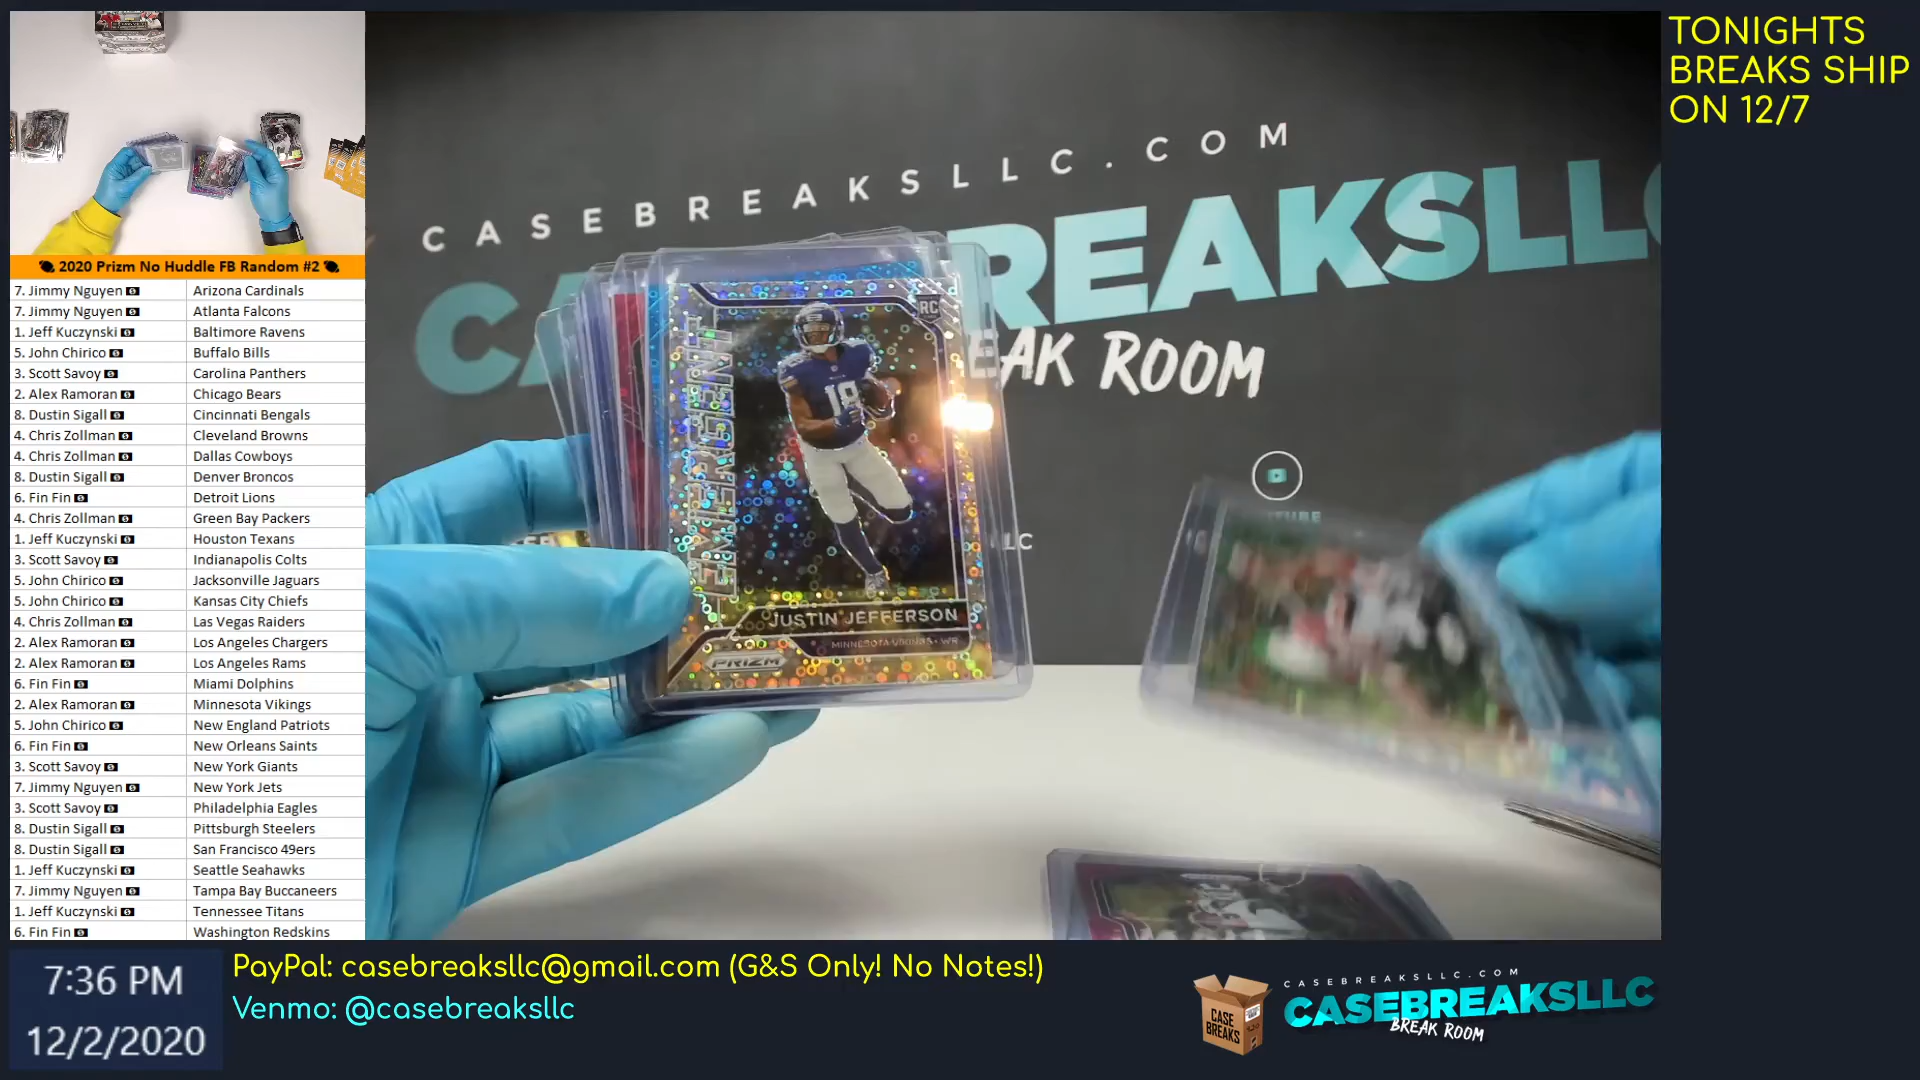 2020 Prizm No Huddle FB Random #2
7. Jimmy Nguyen Arizona Cardinals
7. Jimmy Nguyen Atlanta Falcons
1. Jeff Kuczynski Baltimore Ravens
5. John Chirico Buffalo Bills
3. Scott Savoy Carolina Panthers
2. Alex Ramoran Chicago Bears
8. Dustin Sigall Cincinnati Bengals
4. Chris Zollman Cleveland Browns
4. Chris Zollman Dallas Cowboys
8. Dustin Sigall Denver Broncos
6. Fin Fin Detroit Lions
4. Chris Zollman Green Bay Packers
1. Jeff Kuczynski Houston Texans
3. Scott Savoy Indianapolis Colts
5. John Chirico Jacksonville Jaguars
5. John Chirico Kansas City Chiefs
4. Chris Zollman Las Vegas Raiders
2. Alex Ramoran Los Angeles Chargers
2. Alex Ramoran Los Angeles Rams
6. Fin Fin Miami Dolphins
2. Alex Ramoran Minnesota Vikings
5. John Chirico New England Patriots
6. Fin Fin New Orleans Saints
3. Scott Savoy New York Giants
7. Jimmy Nguyen New York Jets
3. Scott Savoy Philadelphia Eagles
8. Dustin Sigall Pittsburgh Steelers
8. Dustin Sigall San Francisco 49ers
1. Jeff Kuczynski Seattle Seahawks
7. Jimmy Nguyen Tampa Bay Buccaneers
1. Jeff Kuczynski Tennessee Titans
6. Fin Fin Washington Redskins
CASEBREAKSLLC.COM
CA REAKSLLC
EAK ROOM
LC
EMERGENT
RC
18
JUSTIN JEFFERSON
MINNESOTA VIKINGS • WR
PRIZM
TONIGHTS
BREAKS SHIP
ON 12/7
7:36 PM
12/2/2020
PayPal: casebreaksllc@gmail.com (G&S Only! No Notes!)
Venmo: @casebreaksllc
CASE
BREAKS
CASEBREAKSLLC.COM
CASEBREAKSLLC
BREAK ROOM